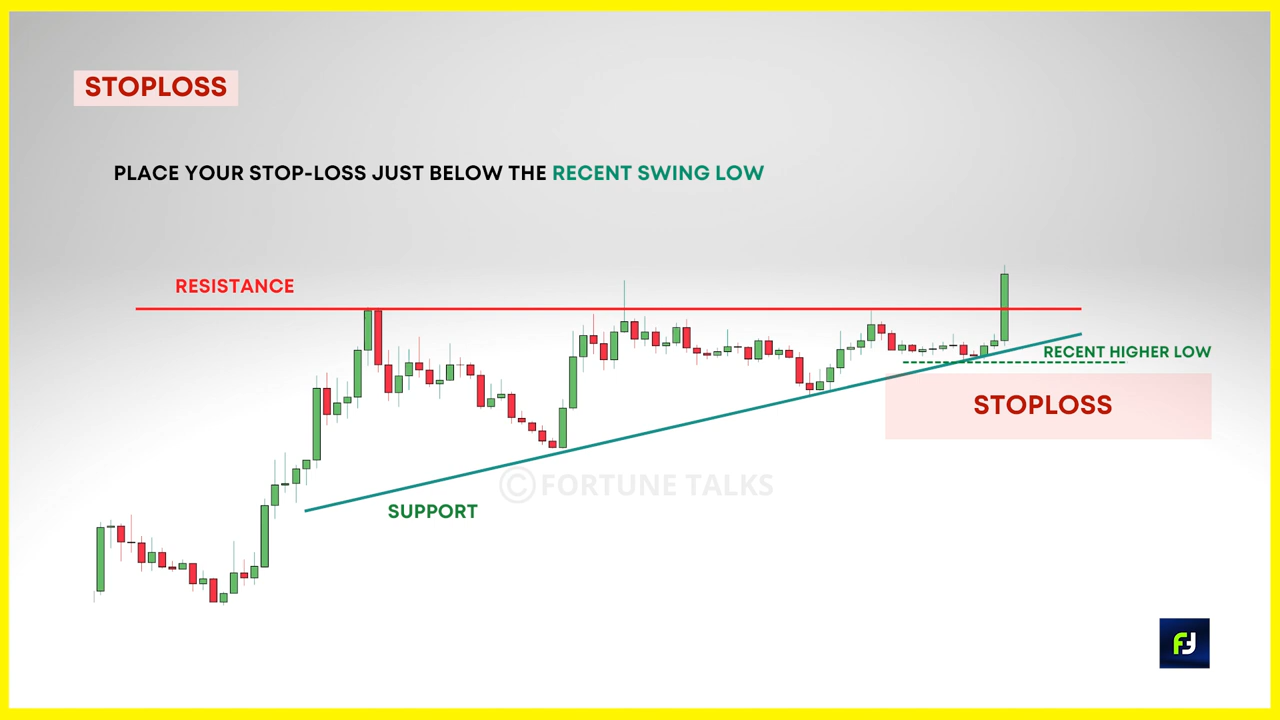 STOPLOSS
PLACE YOUR STOP-LOSS JUST BELOW THE RECENT SWING LOW
RESISTANCE
RECENT HIGHER LOW
STOPLOSS
© FORTUNE TALKS
SUPPORT